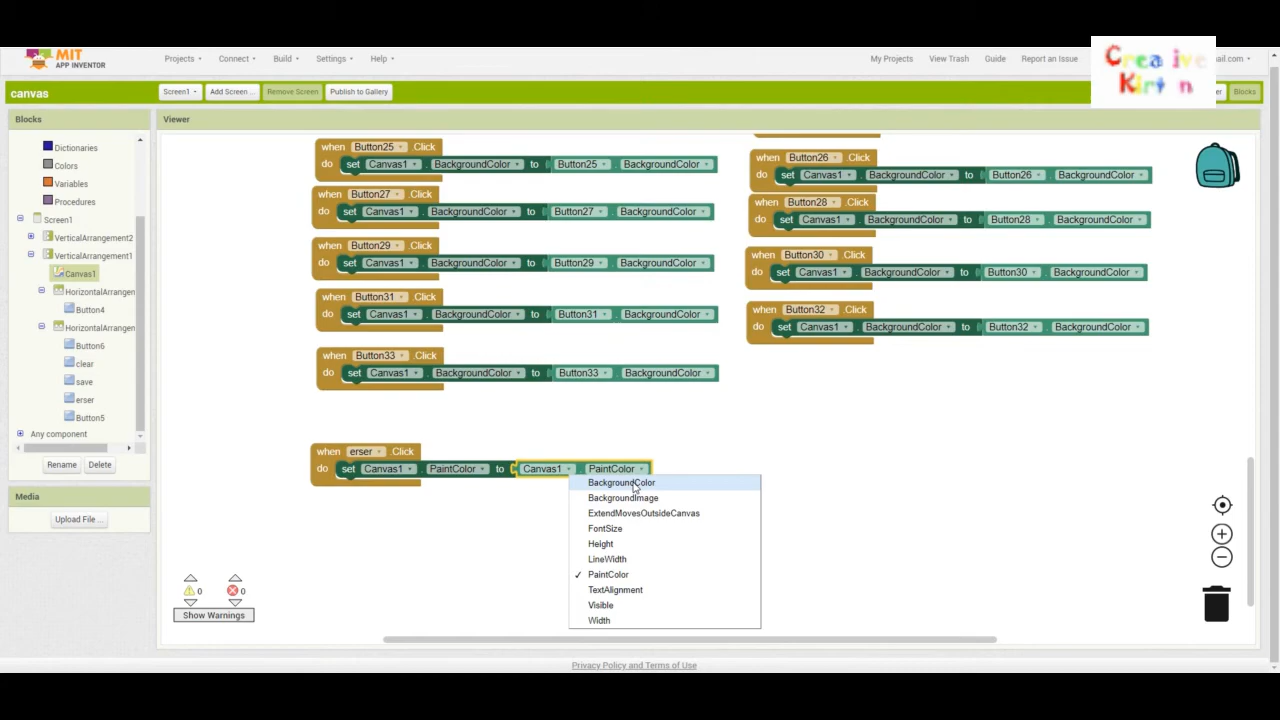 MIT
APP INVENTOR
Projects
Connect
Build
Settings
Help
My Projects
View Trash
Guide
Report an Issue
mail.com
Creative
Kirt n
canvas
Screen1
Add Screen ...
Remove Screen
Publish to Gallery
Blocks
Blocks
Viewer
Dictionaries
Colors
Variables
Procedures
Screen1
VerticalArrangement2
VerticalArrangement1
Canvas1
HorizontalArrangen
Button4
HorizontalArrangen
Button6
clear
save
erser
Button5
Any component
Rename
Delete
Media
Upload File ...
when Button25 .Click
do set Canvas1 . BackgroundColor to Button25 . BackgroundColor
when Button26 .Click
do set Canvas1 . BackgroundColor to Button26 . BackgroundColor
when Button27 .Click
do set Canvas1 . BackgroundColor to Button27 . BackgroundColor
when Button28 .Click
do set Canvas1 . BackgroundColor to Button28 . BackgroundColor
when Button29 .Click
do set Canvas1 . BackgroundColor to Button29 . BackgroundColor
when Button30 .Click
do set Canvas1 . BackgroundColor to Button30 . BackgroundColor
when Button31 .Click
do set Canvas1 . BackgroundColor to Button31 . BackgroundColor
when Button32 .Click
do set Canvas1 . BackgroundColor to Button32 . BackgroundColor
when Button33 .Click
do set Canvas1 . BackgroundColor to Button33 . BackgroundColor
when erser .Click
do set Canvas1 . PaintColor to Canvas1 . PaintColor
BackgroundColor
BackgroundImage
ExtendMovesOutsideCanvas
FontSize
Height
LineWidth
✓ PaintColor
TextAlignment
Visible
Width
0
0
Show Warnings
Privacy Policy and Terms of Use